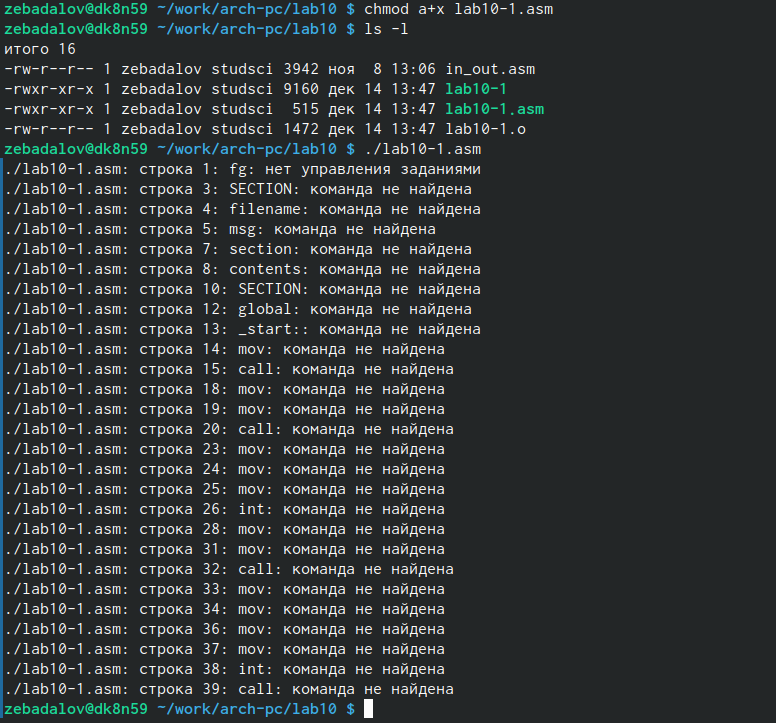 zebadalov@dk8n59 ~/work/arch-pc/lab10 $ chmod a+x lab10-1.asm
zebadalov@dk8n59 ~/work/arch-pc/lab10 $ ls -l
итого 16
-rw-r--r-- 1 zebadalov studsci 3942 ноя  8 13:06 in_out.asm
-rwxr-xr-x 1 zebadalov studsci 9160 дек 14 13:47 lab10-1
-rwxr-xr-x 1 zebadalov studsci  515 дек 14 13:47 lab10-1.asm
-rw-r--r-- 1 zebadalov studsci 1472 дек 14 13:47 lab10-1.o
zebadalov@dk8n59 ~/work/arch-pc/lab10 $ ./lab10-1.asm
./lab10-1.asm: строка 1: fg: нет управления заданиями
./lab10-1.asm: строка 3: SECTION: команда не найдена
./lab10-1.asm: строка 4: filename: команда не найдена
./lab10-1.asm: строка 5: msg: команда не найдена
./lab10-1.asm: строка 7: section: команда не найдена
./lab10-1.asm: строка 8: contents: команда не найдена
./lab10-1.asm: строка 10: SECTION: команда не найдена
./lab10-1.asm: строка 12: global: команда не найдена
./lab10-1.asm: строка 13: _start:: команда не найдена
./lab10-1.asm: строка 14: mov: команда не найдена
./lab10-1.asm: строка 15: call: команда не найдена
./lab10-1.asm: строка 18: mov: команда не найдена
./lab10-1.asm: строка 19: mov: команда не найдена
./lab10-1.asm: строка 20: call: команда не найдена
./lab10-1.asm: строка 23: mov: команда не найдена
./lab10-1.asm: строка 24: mov: команда не найдена
./lab10-1.asm: строка 25: mov: команда не найдена
./lab10-1.asm: строка 26: int: команда не найдена
./lab10-1.asm: строка 28: mov: команда не найдена
./lab10-1.asm: строка 31: mov: команда не найдена
./lab10-1.asm: строка 32: call: команда не найдена
./lab10-1.asm: строка 33: mov: команда не найдена
./lab10-1.asm: строка 34: mov: команда не найдена
./lab10-1.asm: строка 36: mov: команда не найдена
./lab10-1.asm: строка 37: mov: команда не найдена
./lab10-1.asm: строка 38: int: команда не найдена
./lab10-1.asm: строка 39: call: команда не найдена
zebadalov@dk8n59 ~/work/arch-pc/lab10 $